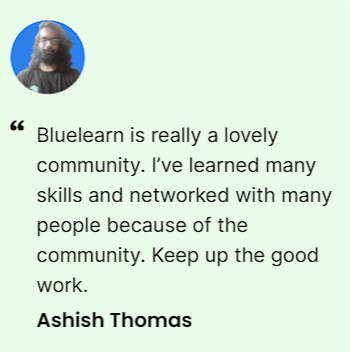 “ Bluelearn is really a lovely
community. I’ve learned many
skills and networked with many
people because of the
community. Keep up the good
work.
Ashish Thomas